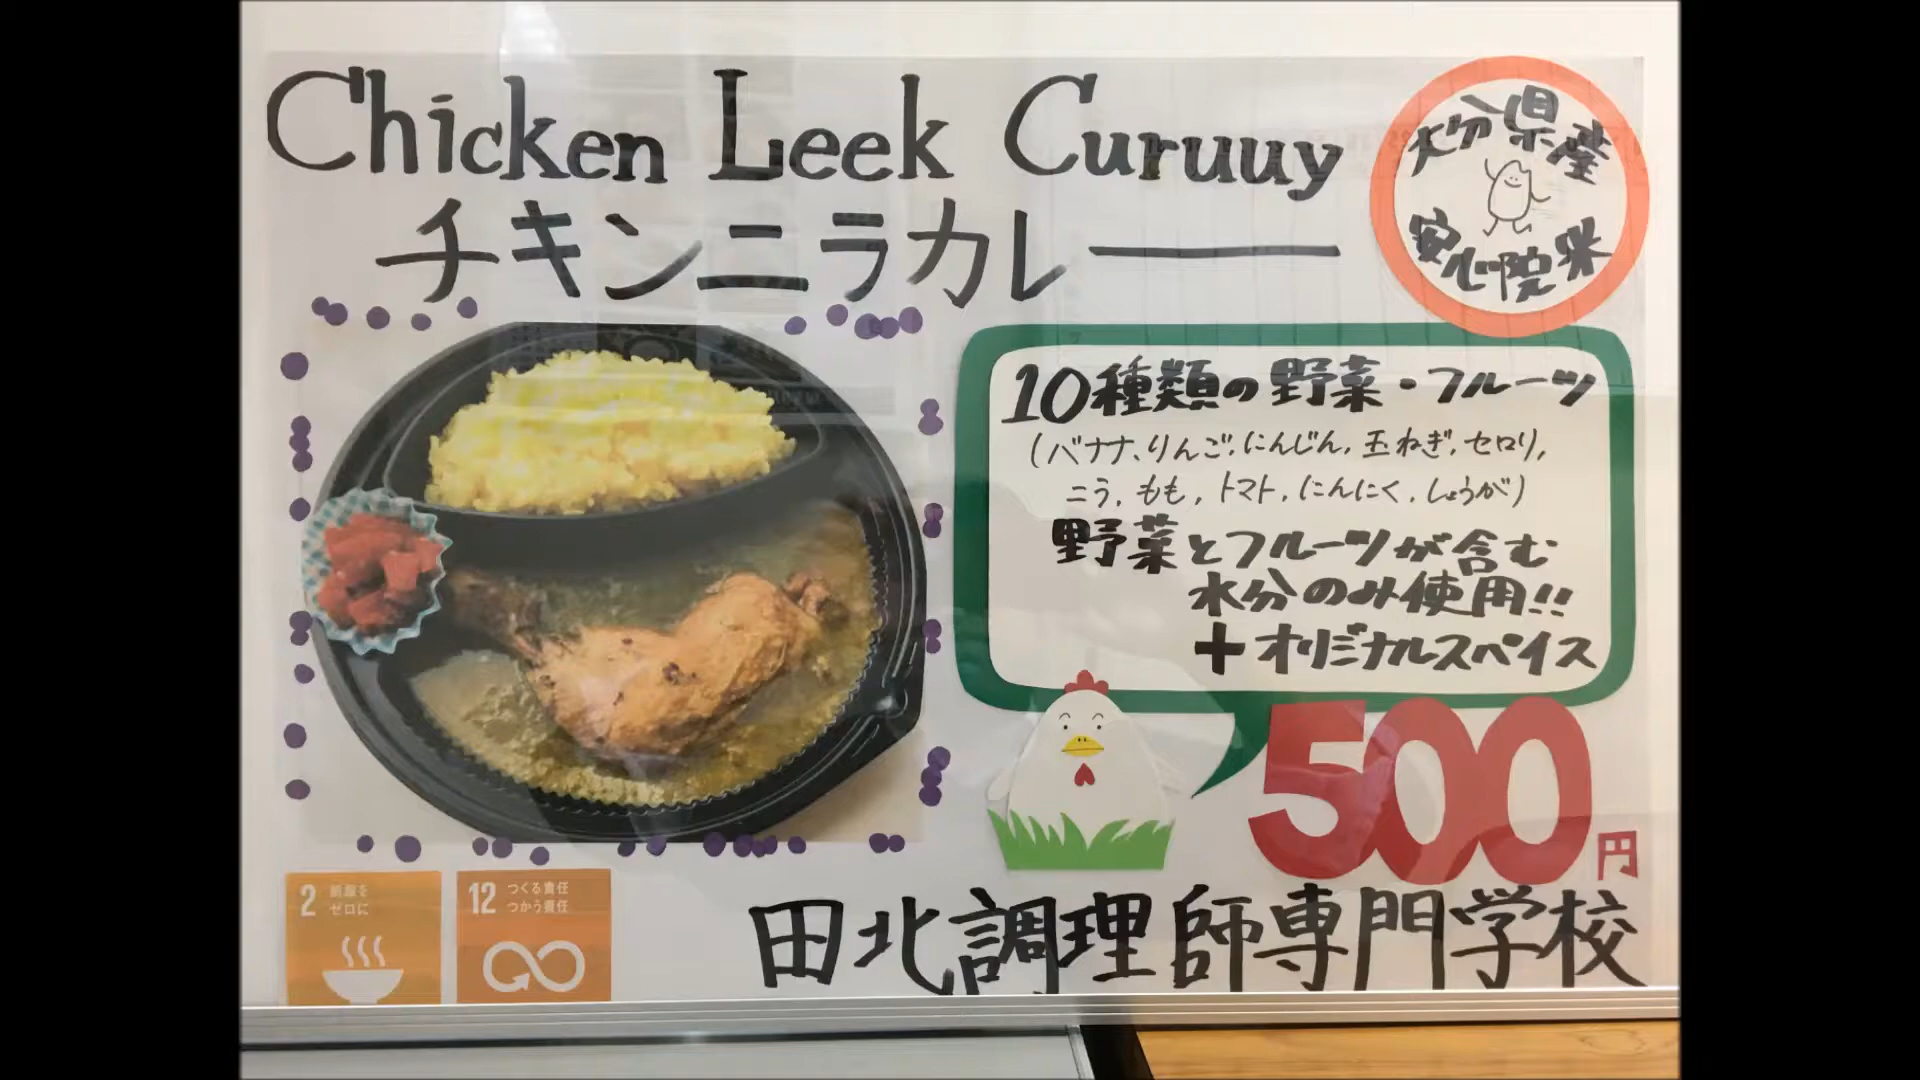 Chicken Leek Curuuy
チキンニラカレー
大分県産
安心院米
10種類の野菜・フルーツ
(バナナ、りんご、にんじん、玉ねぎ、セロリ、
ニラ、もも、トマト、にんにく、しょうが)
野菜とフルーツが含む
水分のみ使用!!
+オリジナルスパイス
500円
2 飢餓を
ゼロに
12 つくる責任
つかう責任
田北調理師専門学校